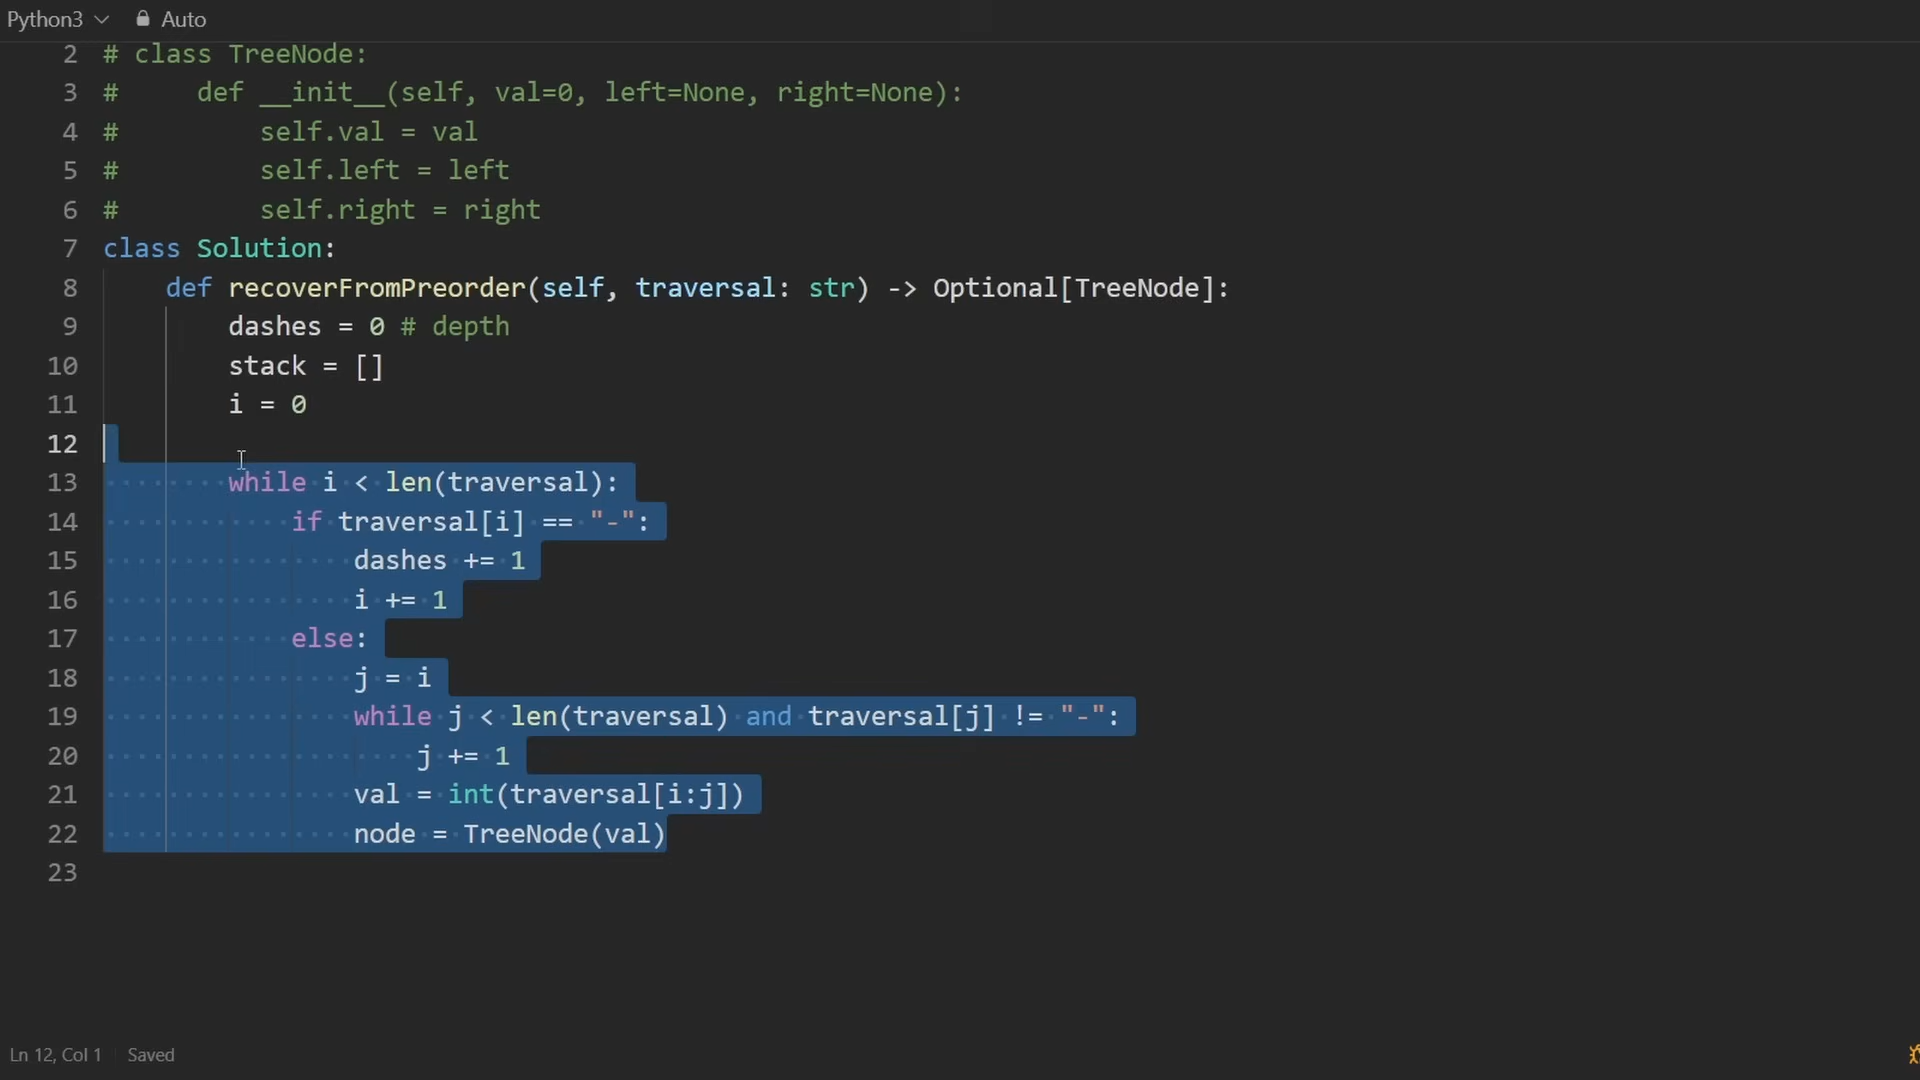 Python3 Auto
2 # class TreeNode:
3 #     def __init__(self, val=0, left=None, right=None):
4 #         self.val = val
5 #         self.left = left
6 #         self.right = right
7 class Solution:
8     def recoverFromPreorder(self, traversal: str) -> Optional[TreeNode]:
9         dashes = 0 # depth
10         stack = []
11         i = 0
12
13         while i < len(traversal):
14             if traversal[i] == "-":
15                 dashes += 1
16                 i += 1
17             else:
18                 j = i
19                 while j < len(traversal) and traversal[j] != "-":
20                     j += 1
21                 val = int(traversal[i:j])
22                 node = TreeNode(val)
23
Ln 12, Col 1 Saved